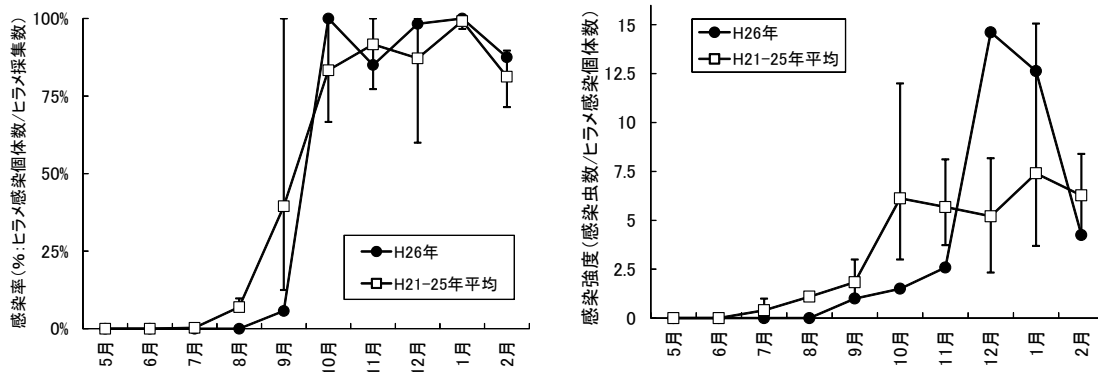 感染率(%:ヒラメ感染個体数/ヒラメ採集数)
100%
75%
50%
25%
0%
H26年
H21-25年平均
5月
6月
7月
8月
9月
10月
11月
12月
1月
2月
感染強度(感染虫数/ヒラメ感染個体数)
15
12.5
10
7.5
5
2.5
0
H26年
H21-25年平均
5月
6月
7月
8月
9月
10月
11月
12月
1月
2月